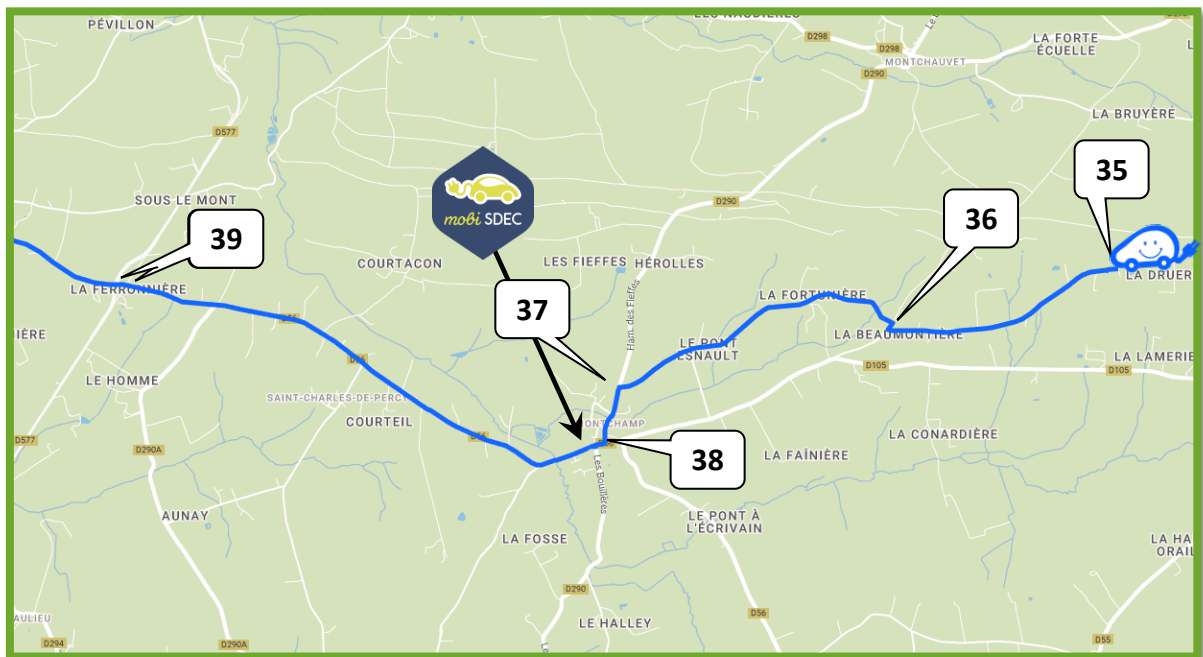 PÉVILLON
D298
D298
MONTCHAUVET
LA FORTE
ÉCUELLE
D290
LA BRUYÈRE
D577
35
SOUS LE MONT
mobi SDEC
D290
36
39
COURTACON
LES FIEFFES
HÉROLLES
LA DRUER
LA FERRONNIÈRE
LA FORTUNIÈRE
37
Ham. des Fieffes
D56
IÈRE
LA BEAUMONTIÈRE
LE PONT
ESNAULT
D56
D105
LA LAMERIE
D105
LE HOMME
SAINT-CHARLES-DE-PERCY
COURTEIL
MONTCHAMP
D577
D290A
D56
D56
38
LA CONARDIÈRE
LA FAÎNIÈRE
Les Bouillères
AUNAY
LE PONT À
L'ÉCRIVAIN
LA FOSSE
LA HA
ORAIL
D290
AULIEU
LE HALLEY
D56
D294
D290A
D55